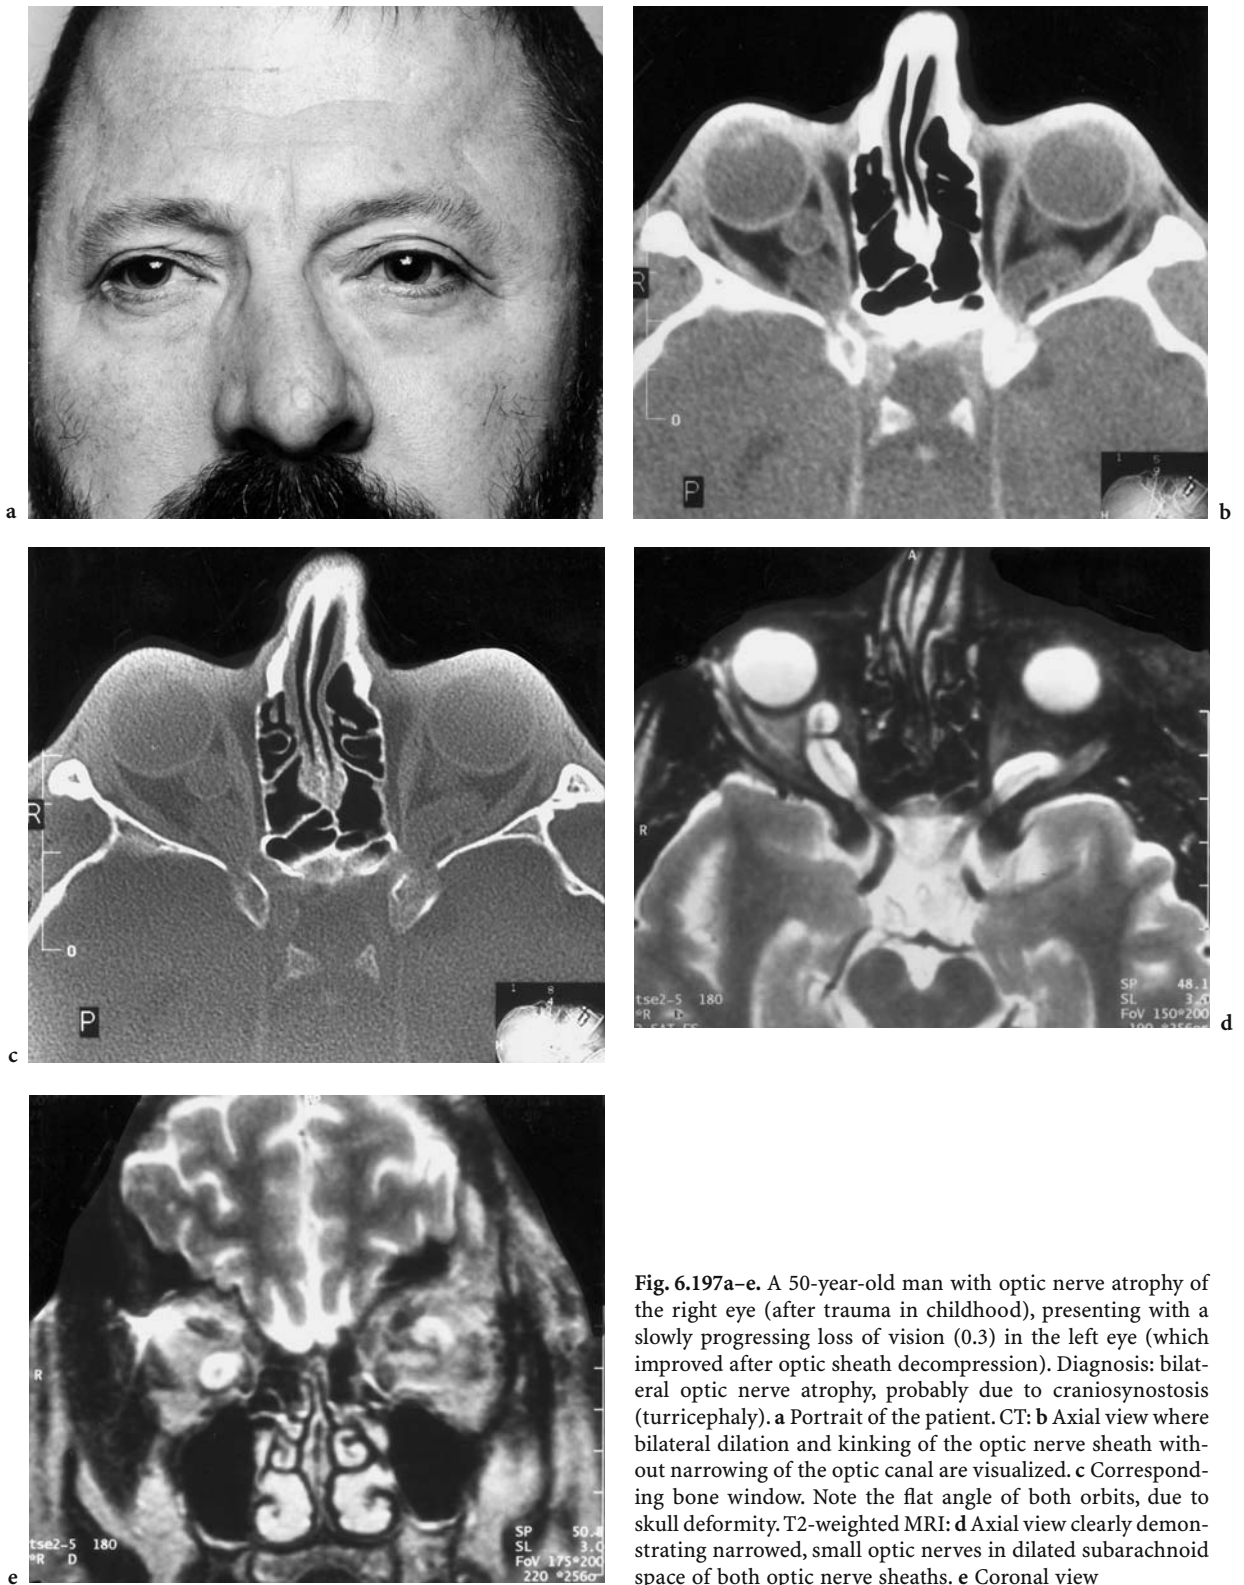 a
R
0
P
b
R
0
P
c
A
R
tse2-5 180
SP 48.1
SL 3.0
FoV 150*200
d
R
tse2-5 180
*R D
SP 50.8
SL 3.0
FoV 175*200
220 *256o
e
Fig. 6.197a–e. A 50-year-old man with optic nerve atrophy of
the right eye (after trauma in childhood), presenting with a
slowly progressing loss of vision (0.3) in the left eye (which
improved after optic sheath decompression). Diagnosis: bilat-
eral optic nerve atrophy, probably due to craniosynostosis
(turricephaly). a Portrait of the patient. CT: b Axial view where
bilateral dilation and kinking of the optic nerve sheath with-
out narrowing of the optic canal are visualized. c Correspond-
ing bone window. Note the flat angle of both orbits, due to
skull deformity. T2-weighted MRI: d Axial view clearly demon-
strating narrowed, small optic nerves in dilated subarachnoid
space of both optic nerve sheaths. e Coronal view